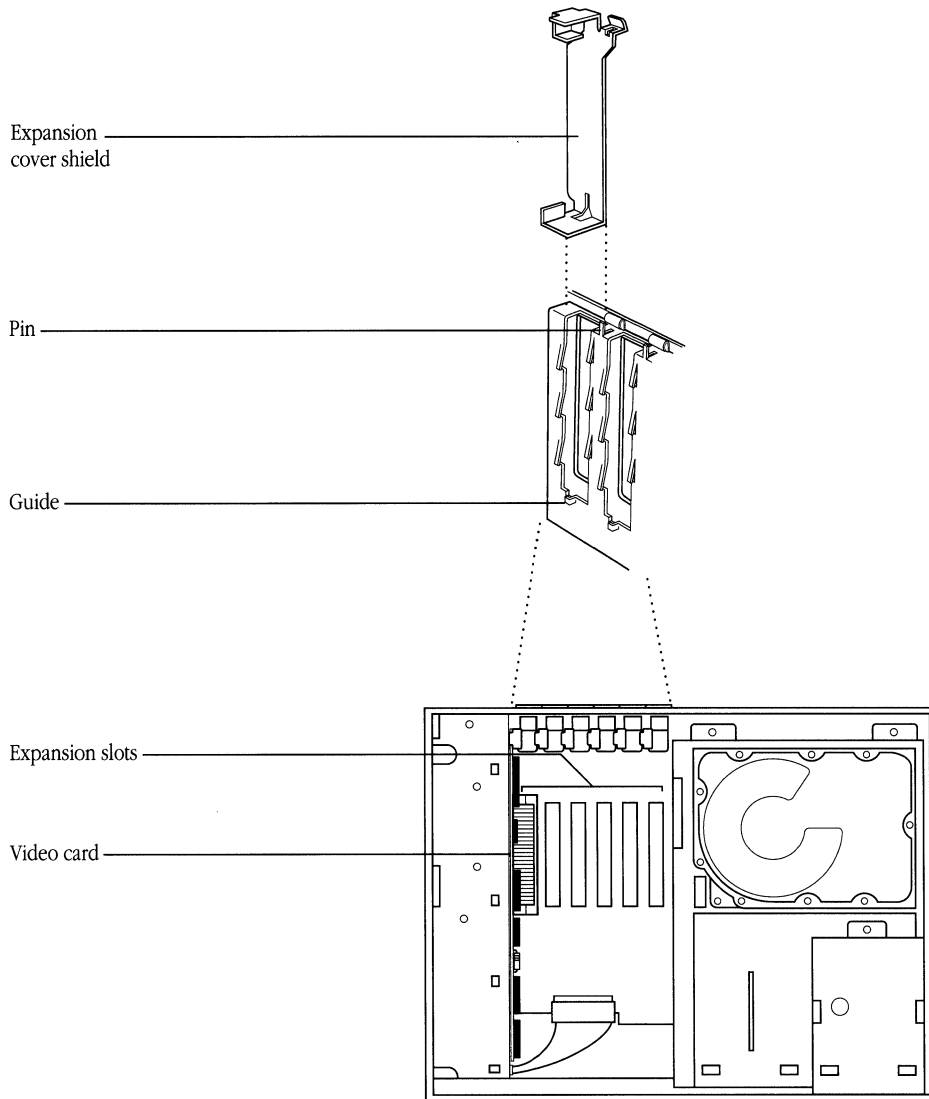 Expansion
cover shield
Pin
Guide
Expansion slots
Video card